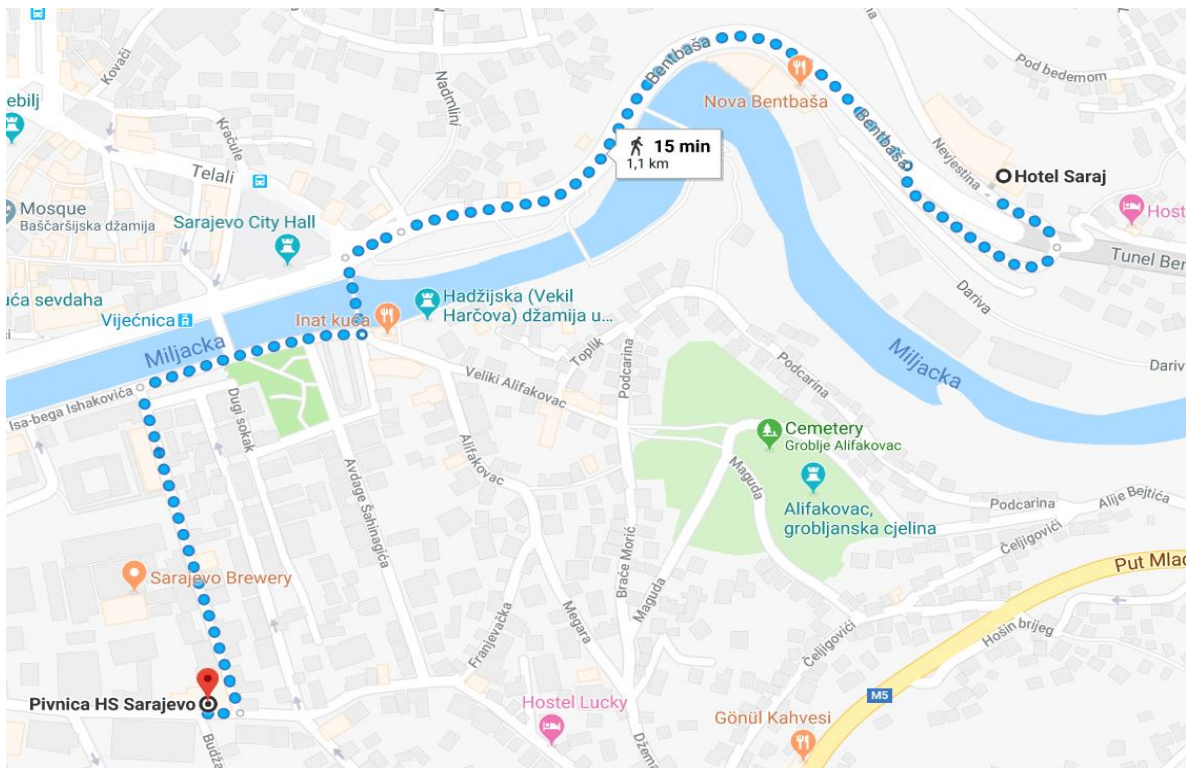 Kovači
ebilj
Nadmlini
Kračule
Telali
Mosque
Baščaršijska džamija
Sarajevo City Hall
uća sevdaha
Vijećnica
Miljacka
Isa-bega Ishakovića
Inat kuća
Hadžijska (Vekil
Harčova) džamija u...
Bentbaša
15 min
1,1 km
Nova Bentbaša
Bentbaša
Pod bedemom
Nevjestina
Hotel Saraj
Host
Tunel Ber
Dariva
Dariv
Miljacka
Toplik
Podcarina
Podcarina
Veliki Alifakovac
Dugi sokak
Alifakovac
Avdage Šahinagića
Cemetery
Groblje Alifakovac
Maguda
Alifakovac,
grobljanska cjelina
Podcarina
Alije Bejtića
Čeljigovići
Put Mlac
Sarajevo Brewery
Braće Morić
Maguda
Megara
Franjevačka
Čeljigovići
Hošin brijeg
M5
Pivnica HS Sarajevo
Hostel Lucky
Gönül Kahvesi
Budža
Džema